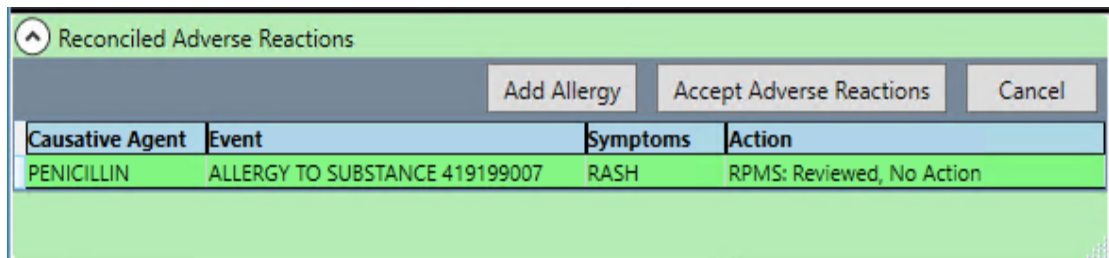 Reconciled Adverse Reactions
Add Allergy Accept Adverse Reactions Cancel
Causative Agent Event Symptoms Action
PENICILLIN ALLERGY TO SUBSTANCE 419199007 RASH RPMS: Reviewed, No Action